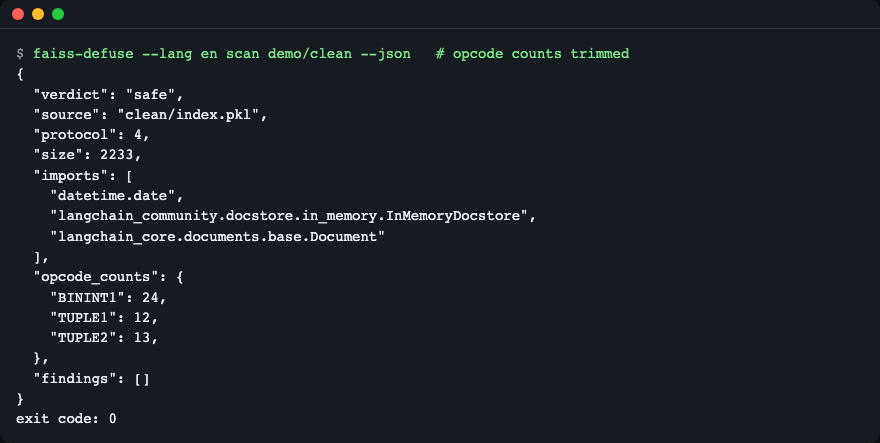 $ faiss-defuse --lang en scan demo/clean --json   # opcode counts trimmed
{
  "verdict": "safe",
  "source": "clean/index.pkl",
  "protocol": 4,
  "size": 2233,
  "imports": [
    "datetime.date",
    "langchain_community.docstore.in_memory.InMemoryDocstore",
    "langchain_core.documents.base.Document"
  ],
  "opcode_counts": {
    "BININT1": 24,
    "TUPLE1": 12,
    "TUPLE2": 13,
  },
  "findings": []
}
exit code: 0